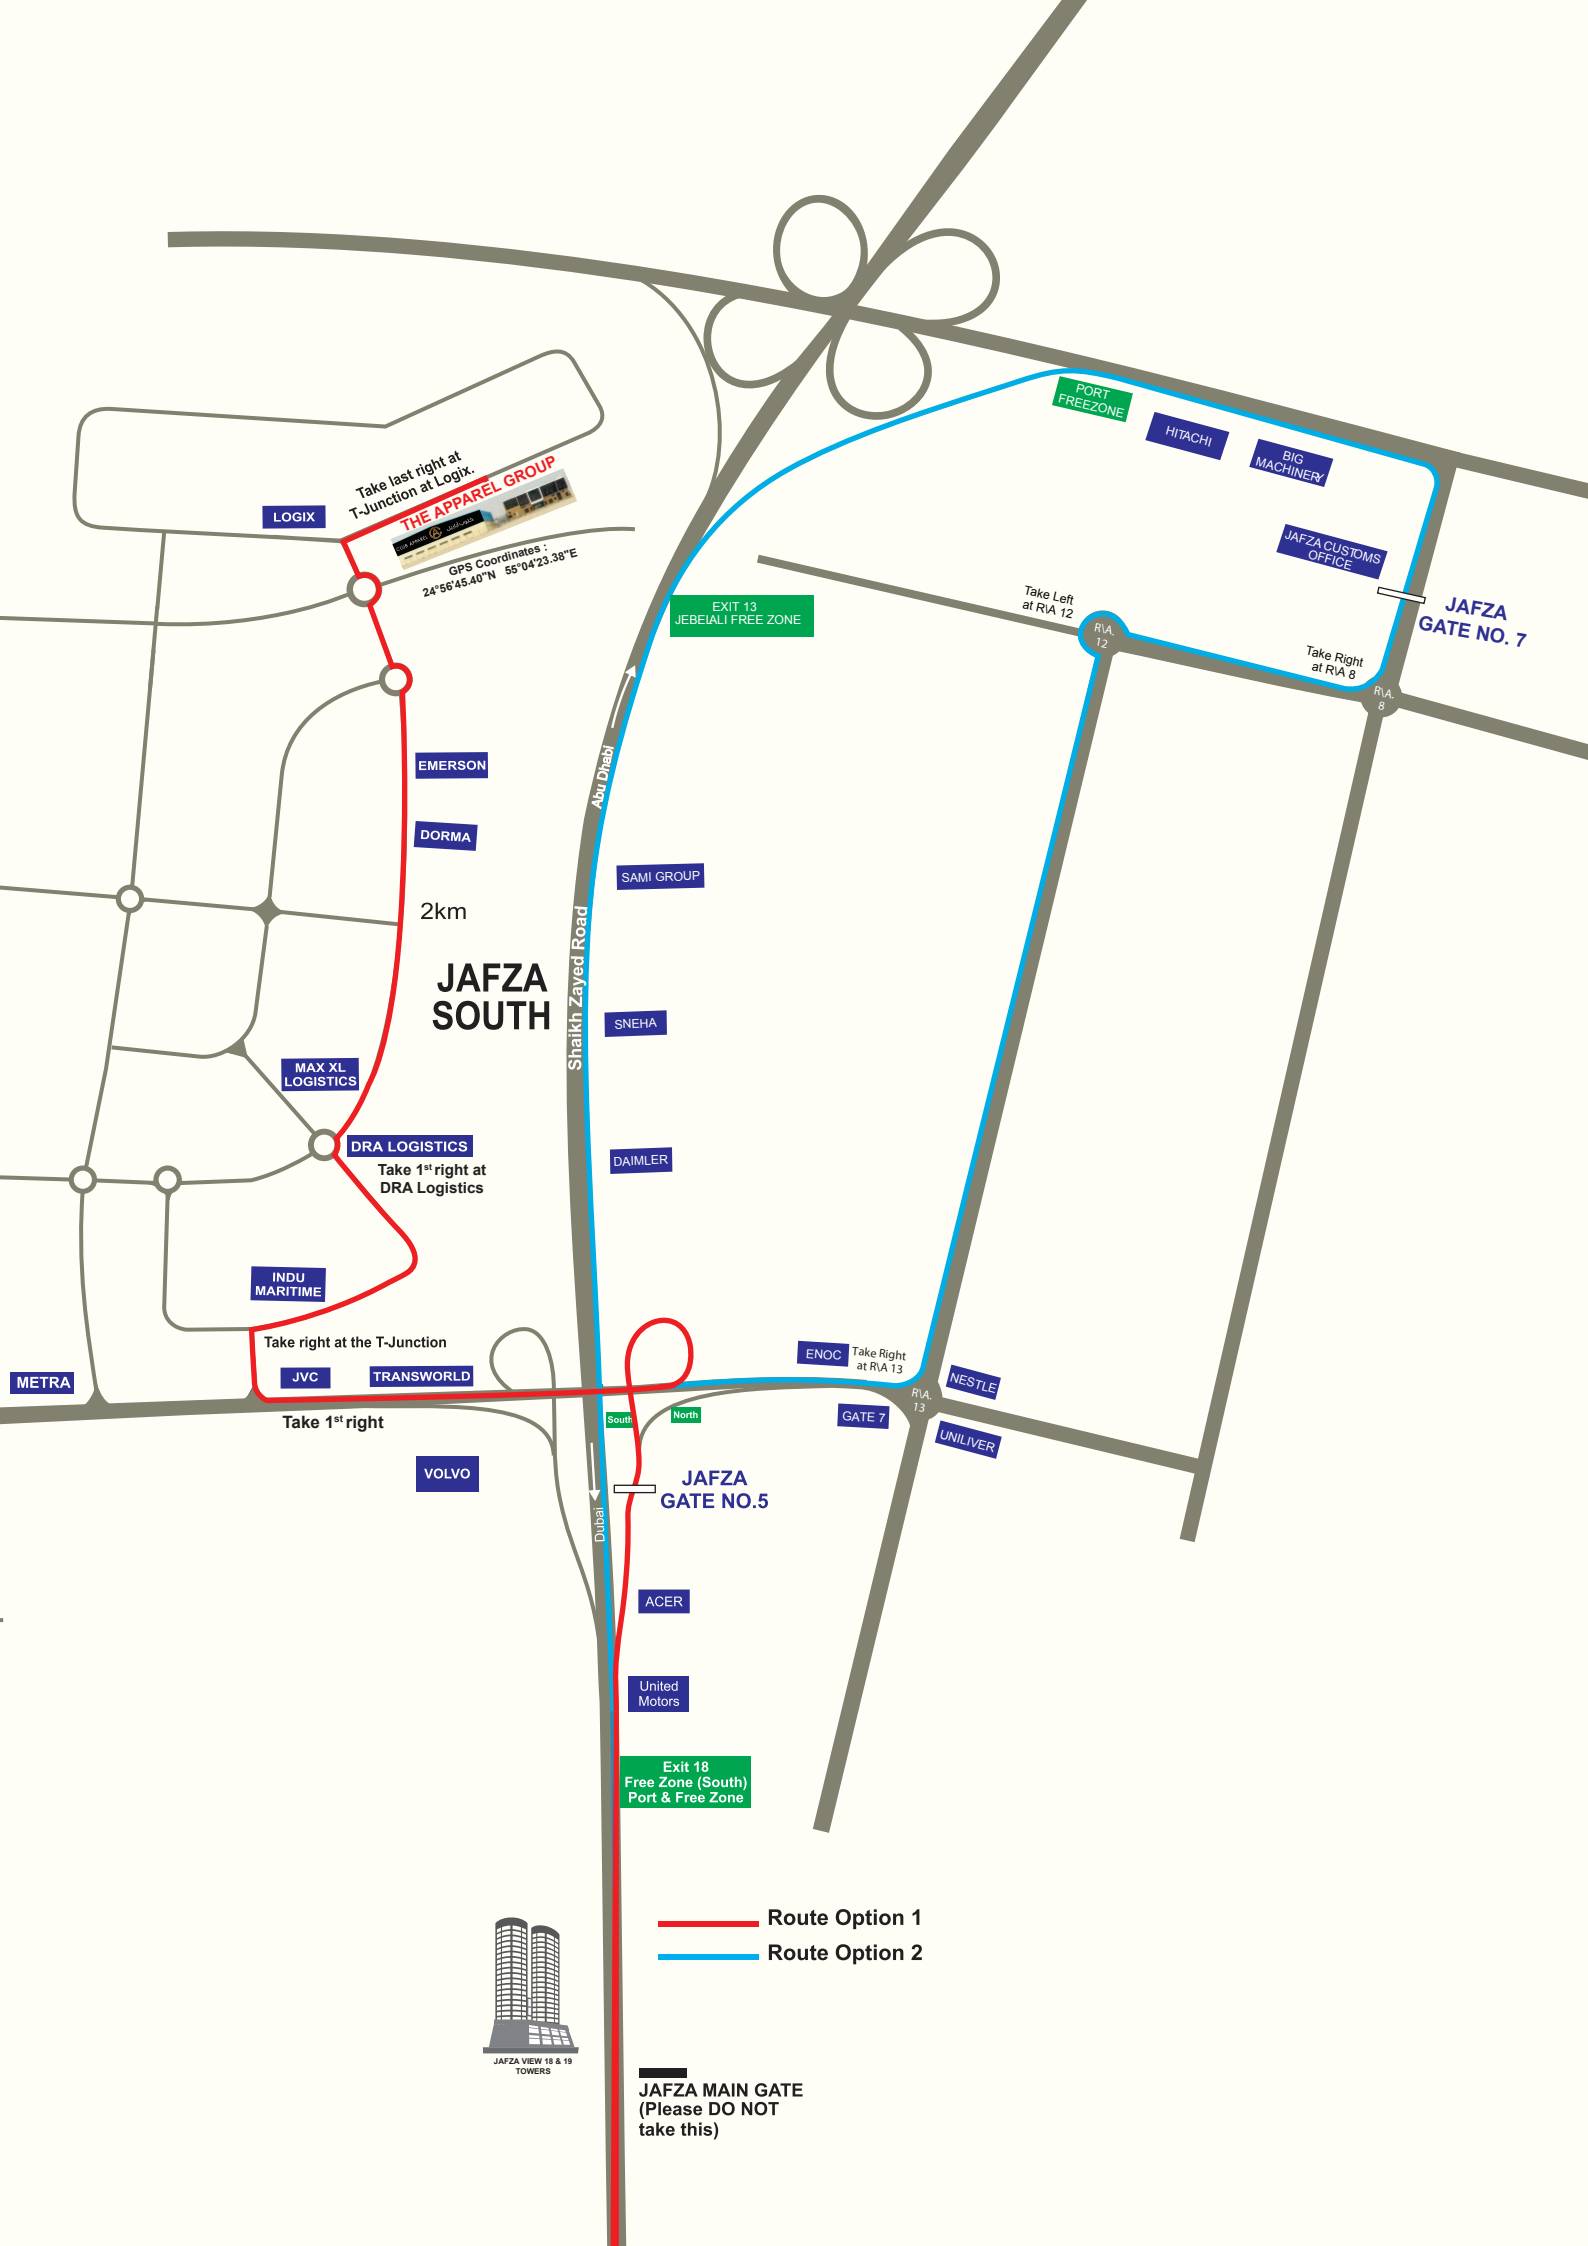 PORT
FREEZONE
HITACHI
BIG
MACHINERY
Take last right at
T-Junction at Logix.
THE APPAREL GROUP
CLUB APPAREL
LOGIX
GPS Coordinates :
24°56'45.40"N 55°04'23.38"E
JAFZA CUSTOMS
OFFICE
JAFZA
GATE NO. 7
EXIT 13
JEBElALI FREE ZONE
Take Left
at R\A 12
R\A.
12
Take Right
at R\A 8
R\A.
8
EMERSON
DORMA
Abu Dhabi
SAMI GROUP
2km
JAFZA
SOUTH
Shaikh Zayed Road
SNEHA
MAX XL
LOGISTICS
DRA LOGISTICS
Take 1st right at
DRA Logistics
DAIMLER
INDU
MARITIME
Take right at the T-Junction
METRA
JVC
TRANSWORLD
Take 1st right
VOLVO
ENOC
Take Right
at R\A 13
NESTLE
R\A.
13
GATE 7
UNILIVER
South
North
JAFZA
GATE NO.5
Dubai
ACER
United
Motors
Exit 18
Free Zone (South)
Port & Free Zone
Route Option 1
Route Option 2
JAFZA VIEW 18 & 19
TOWERS
JAFZA MAIN GATE
(Please DO NOT
take this)